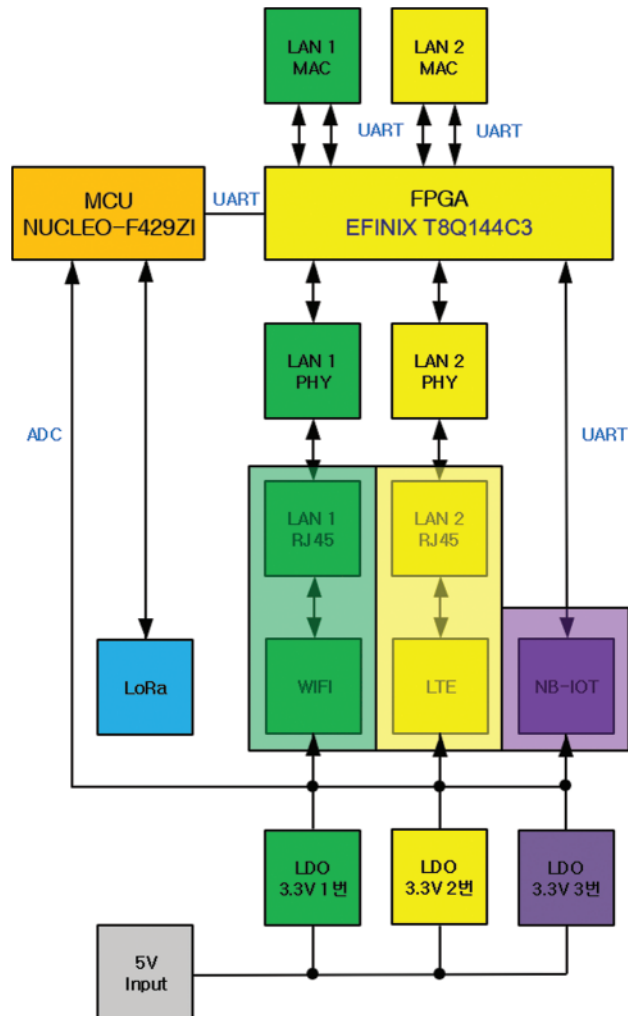 LAN 1
MAC
LAN 2
MAC
UART
UART
MCU
NUCLEO-F429ZI
UART
FPGA
EFINIX T8Q144C3
LAN 1
PHY
LAN 2
PHY
ADC
UART
LAN 1
RJ45
LAN 2
RJ45
LoRa
WIFI
LTE
NB-IOT
LDO
3.3V 1번
LDO
3.3V 2번
LDO
3.3V 3번
5V
Input